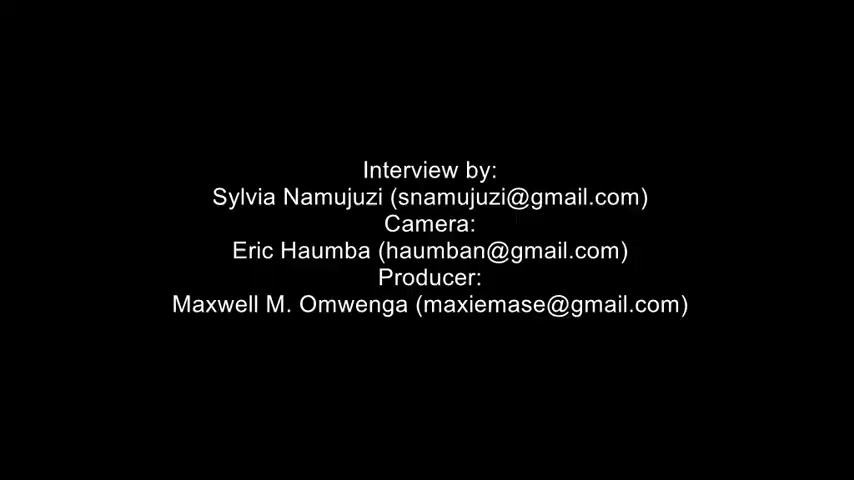 Interview by:
Sylvia Namujuzi (snamujuzi@gmail.com)
Camera:
Eric Haumba (haumban@gmail.com)
Producer:
Maxwell M. Omwenga (maxiemase@gmail.com)